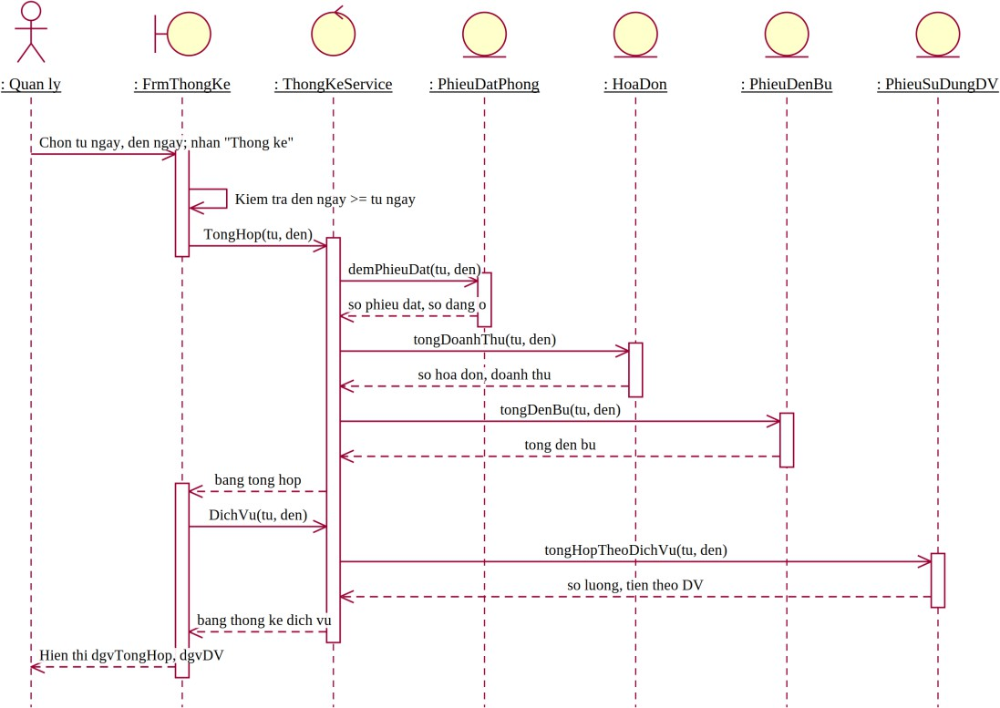 : Quan ly
: FrmThongKe
: ThongKeService
: PhieuDatPhong
: HoaDon
: PhieuDenBu
: PhieuSuDungDV
Chon tu ngay, den ngay; nhan "Thong ke"
Kiem tra den ngay >= tu ngay
TongHop(tu, den)
demPhieuDat(tu, den)
so phieu dat, so dang o
tongDoanhThu(tu, den)
so hoa don, doanh thu
tongDenBu(tu, den)
tong den bu
bang tong hop
DichVu(tu, den)
tongHopTheoDichVu(tu, den)
so luong, tien theo DV
bang thong ke dich vu
Hien thi dgvTongHop, dgvDV